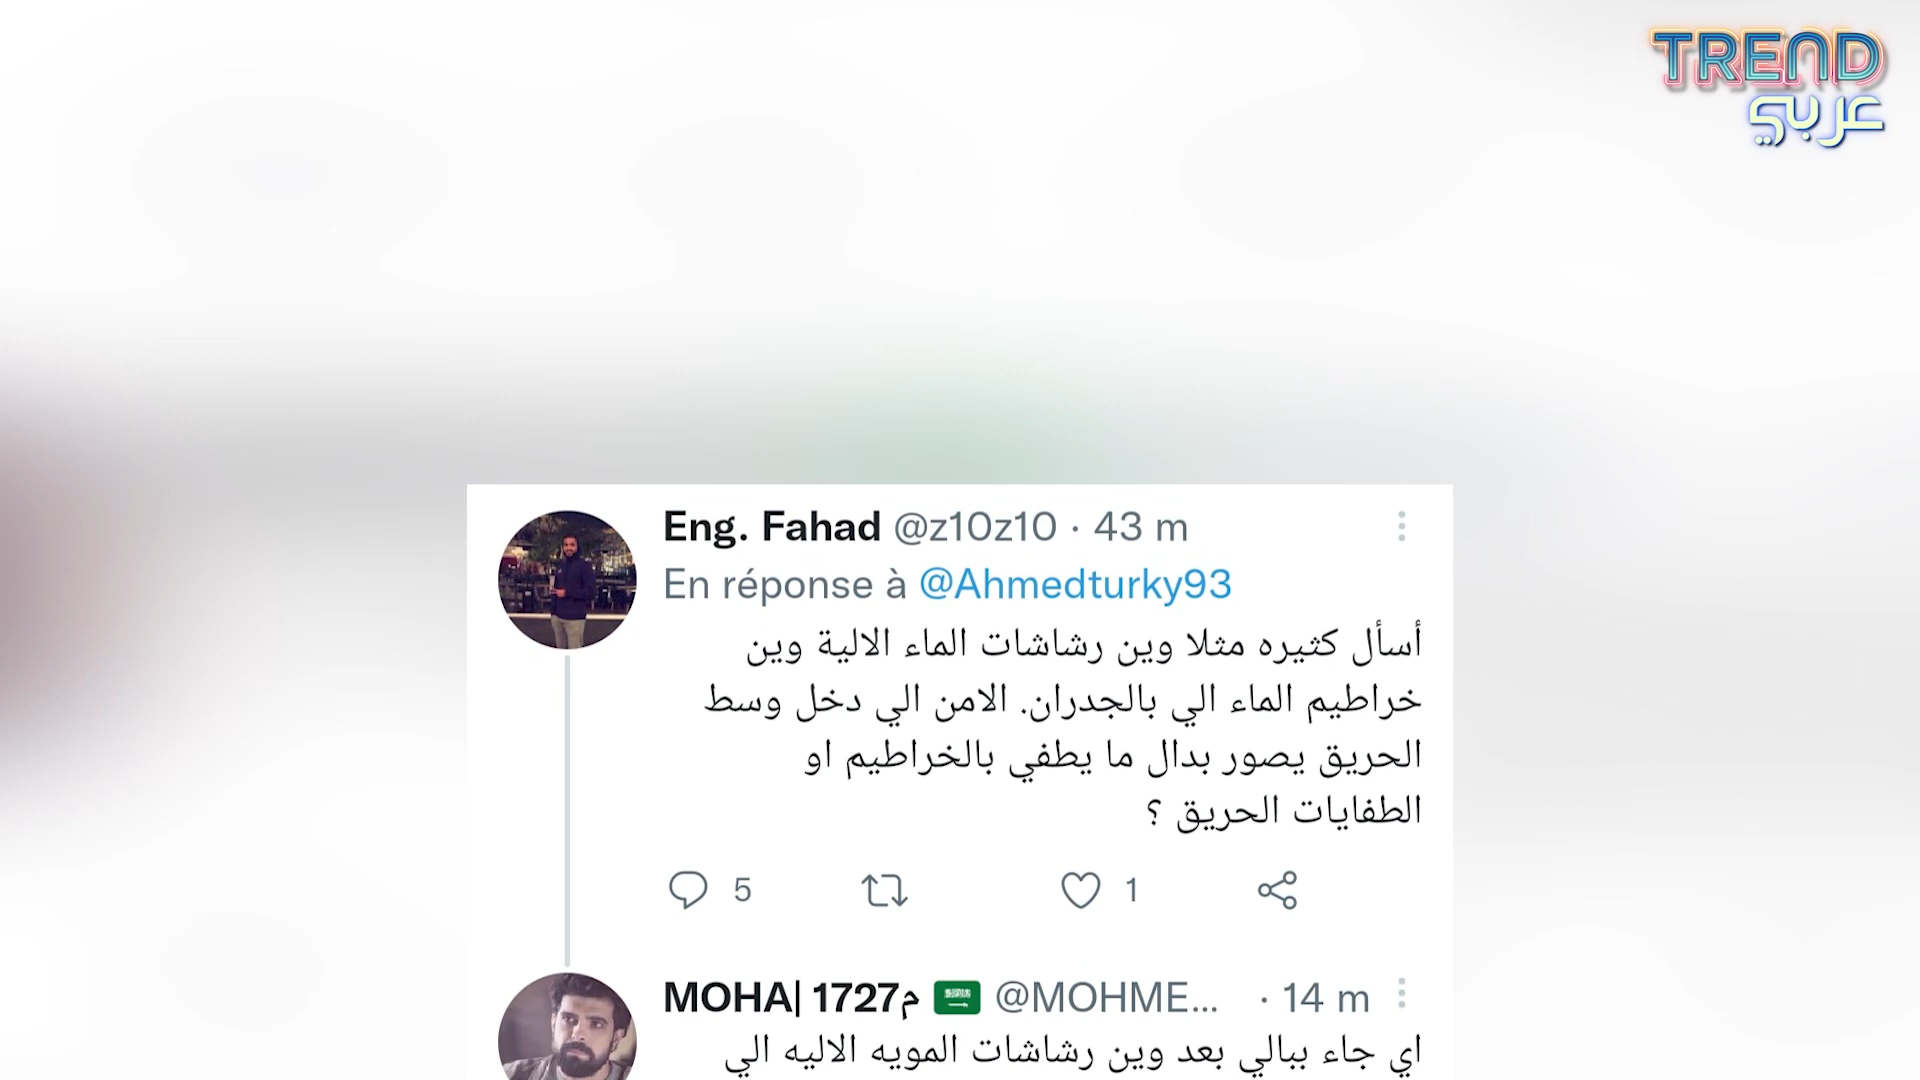 TREND
عربي
Eng. Fahad @z10z10 · 43 m
En réponse à @Ahmedturky93
أسأل كثيره مثلا وين رشاشات الماء الالية وين
خراطيم الماء الي بالجدران. الامن الي دخل وسط
الحريق يصور بدال ما يطفي بالخراطيم او
الطفايات الحريق ؟
5
1
MOHA| 1727م @MOHME... · 14 m
اي جاء ببالي بعد وين رشاشات المويه الاليه الي